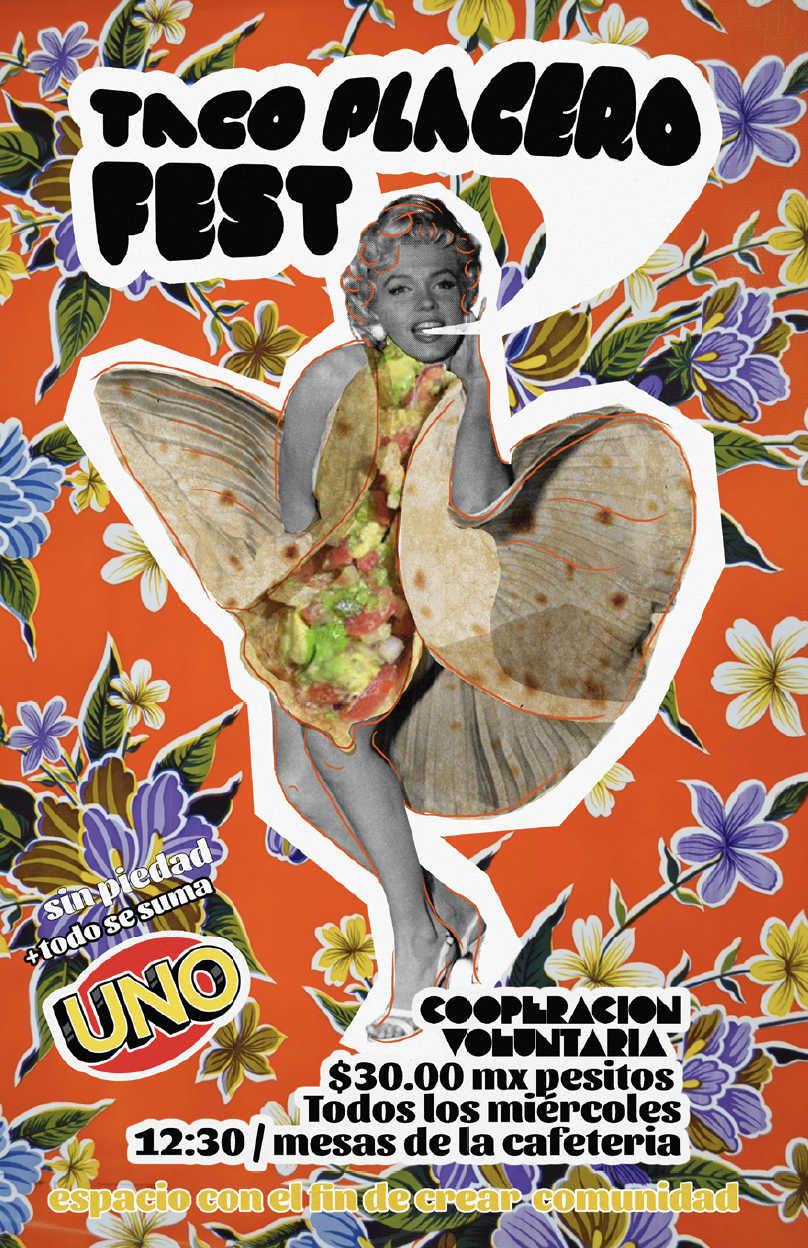 TACO PLACERO
FEST
sin piedad
+todo se suma
UNO
COOPERACION
VOLUNTARIA
$30.00 mx pesitos
Todos los miércoles
12:30 / mesas de la cafeteria
espacio con el fin de crear comunidad